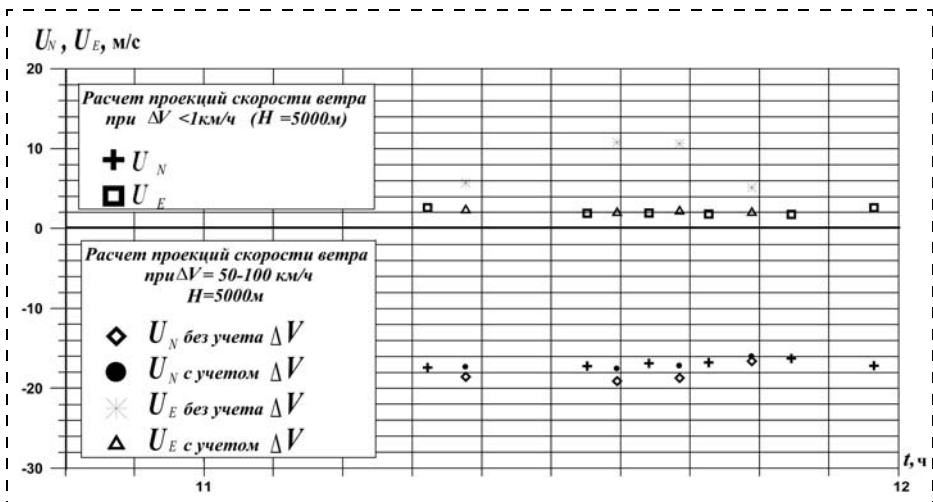 U_N, U_E, м/с
20
Расчет проекций скорости ветра
при ΔV <1км/ч (H =5000м)
U_N
U_E
10
0
Расчет проекций скорости ветра
приΔV= 50-100 км/ч
H=5000м
U_N без учета ΔV
U_N с учетом ΔV
U_E без учета ΔV
U_E с учетом ΔV
-10
-20
-30
t, ч
11
12